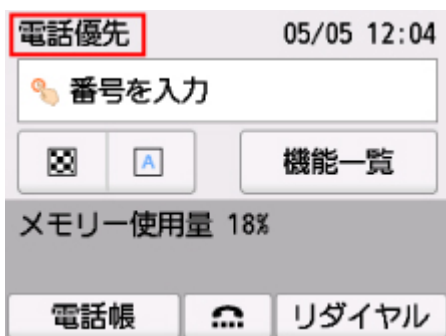 電話優先 05/05 12:04
番号を入力
A 機能一覧
メモリー使用量 18%
電話帳 リダイヤル